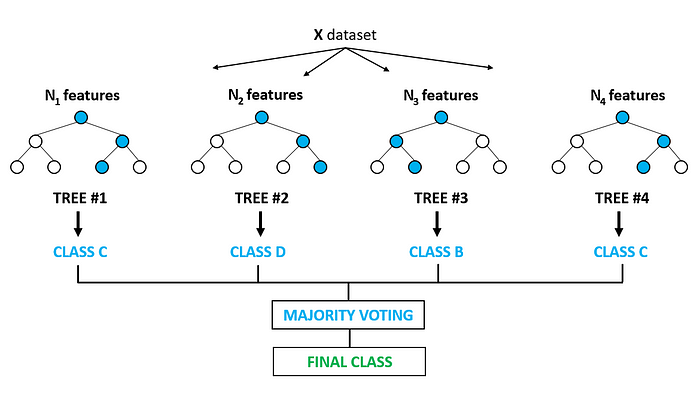 X dataset
N1 features
N2 features
N3 features
N4 features
TREE #1
TREE #2
TREE #3
TREE #4
CLASS C
CLASS D
CLASS B
CLASS C
MAJORITY VOTING
FINAL CLASS